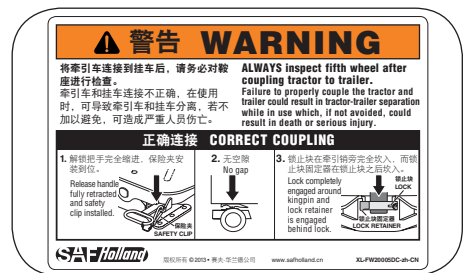 警告 WARNING
将牵引车连接到挂车后，请务必对鞍
座进行检查。
牵引车和挂车连接不正确，在使用
时，可导致牵引车和挂车分离，若不
加以避免，可造成严重人员伤亡。
ALWAYS inspect fifth wheel after
coupling tractor to trailer.
Failure to properly couple the tractor and
trailer could result in tractor-trailer separation
while in use which, if not avoided, could
result in death or serious injury.
正确连接 CORRECT COUPLING
1. 解锁把手完全缩进，保险夹安
装到位。
Release handle
fully retracted
and safety
clip installed.
保险夹
SAFETY CLIP
2. 无空隙
No gap
3. 锁止块在牵引销旁完全坎入，而锁
止块固定器在锁止块之后坎入。
Lock completely
engaged around
kingpin and
lock retainer
is engaged
behind lock.
锁止块
LOCK
锁止块固定器
LOCK RETAINER
SAF Holland
版权所有 ©2013• 赛夫-华兰德公司
www.safholland.cn
XL-FW20005DC-zh-CN